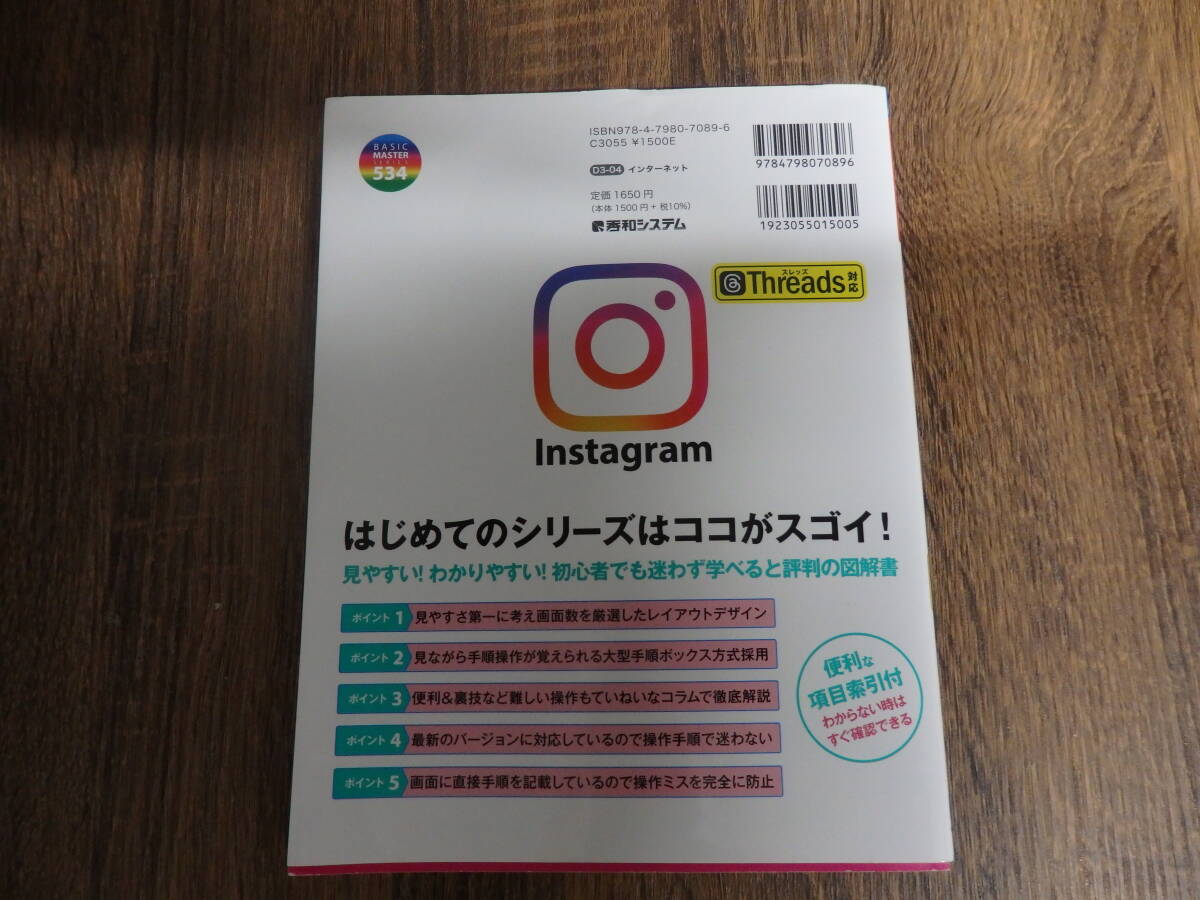 BASIC
MASTER
SERIES
534
ISBN978-4-7980-7089-6
C3055 ¥1500E
D3-04 インターネット
定価 1650 円
(本体 1500 円 + 税10%)
秀和システム
9784798070896
1923055015005
スレッズ
Threads 対応
Instagram
はじめてのシリーズはココがスゴイ！
見やすい！わかりやすい！初心者でも迷わず学べると評判の図解書
ポイント 1 見やすさ第一に考え画面数を厳選したレイアウトデザイン
ポイント 2 見ながら手順操作が覚えられる大型手順ボックス方式採用
ポイント 3 便利&裏技など難しい操作もていねいなコラムで徹底解説
ポイント 4 最新のバージョンに対応しているので操作手順で迷わない
ポイント 5 画面に直接手順を記載しているので操作ミスを完全に防止
便利な
項目索引付
わからない時は
すぐ確認できる